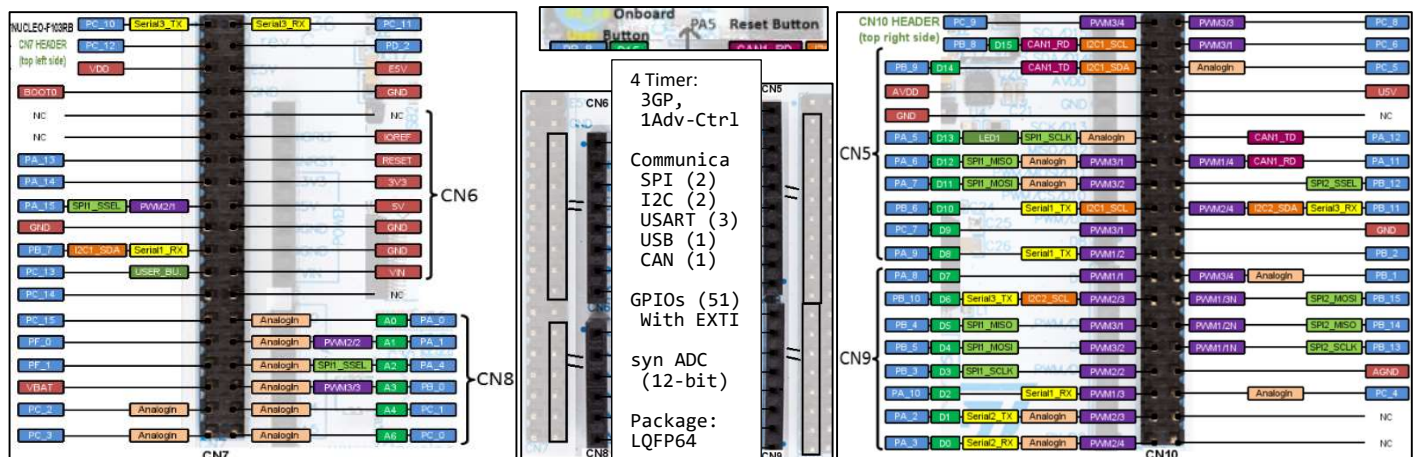 NUCLEO-F103RB
CN7 HEADER
(top left side)
PC_10 Serial3_TX Serial3_RX PC_11
PC_12 PD_2
VDD E5V
BOOT0 GND
NC NC
NC IOREF
PA_13 RESET
PA_14 3V3
PA_15 SPI1_SSEL PWM2/1 5V
GND GND
PB_7 I2C1_SDA Serial1_RX GND
PC_13 USER_BU. VIN
PC_14 NC
PC_15 AnalogIn A0 PA_0
PF_0 AnalogIn PWM2/2 A1 PA_1
PF_1 AnalogIn SPI1_SSEL A2 PA_4
VBAT AnalogIn PWM3/3 A3 PB_0
PC_2 AnalogIn AnalogIn A4 PC_1
PC_3 AnalogIn AnalogIn A6 PC_0
CN6
CN8
CN7
Onboard
Button
PA5
Reset Button
PB_8 D15 CAN1_RD
CN6
CN5
CN8
CN9
4 Timer:
3GP,
1Adv-Ctrl
Communica
SPI (2)
I2C (2)
USART (3)
USB (1)
CAN (1)
GPIOs (51)
With EXTI
syn ADC
(12-bit)
Package:
LQFP64
CN10 HEADER
(top right side)
PC_9 PWM3/4 PWM3/3 PC_8
PB_8 D15 CAN1_RD I2C1_SCL PWM3/1 PC_6
PB_9 D14 CAN1_TD I2C1_SDA AnalogIn PC_5
AVDD U5V
GND NC
PA_5 D13 LED1 SPI1_SCLK AnalogIn CAN1_TD PA_12
PA_6 D12 SPI1_MISO AnalogIn PWM3/1 PWM1/4 CAN1_RD PA_11
PA_7 D11 SPI1_MOSI AnalogIn PWM3/2 SPI2_SSEL PB_12
PB_6 D10 Serial1_TX I2C1_SCL PWM2/4 I2C2_SDA Serial3_RX PB_11
PC_7 D9 PWM3/1 GND
PA_9 D8 Serial1_TX PWM1/2 PB_2
PA_8 D7 PWM1/1 PWM3/4 AnalogIn PB_1
PB_10 D6 Serial3_TX I2C2_SCL PWM2/3 PWM1/3N SPI2_MOSI PB_15
PB_4 D5 SPI1_MISO PWM3/1 PWM1/2N SPI2_MISO PB_14
PB_5 D4 SPI1_MOSI PWM3/2 PWM1/1N SPI2_SCLK PB_13
PB_3 D3 SPI1_SCLK PWM2/2 AGND
PA_10 D2 Serial1_RX PWM1/3 AnalogIn PC_4
PA_2 D1 Serial2_TX AnalogIn PWM2/3 NC
PA_3 D0 Serial2_RX AnalogIn PWM2/4 NC
CN5
CN9
CN10